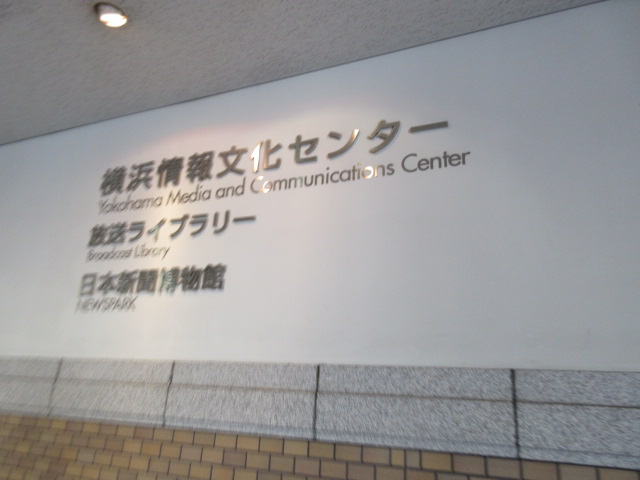 横浜情報文化センター
Yokohama Media and Communications Center
放送ライブラリー
Broadcast Library
日本新聞博物館
NEWSPARK